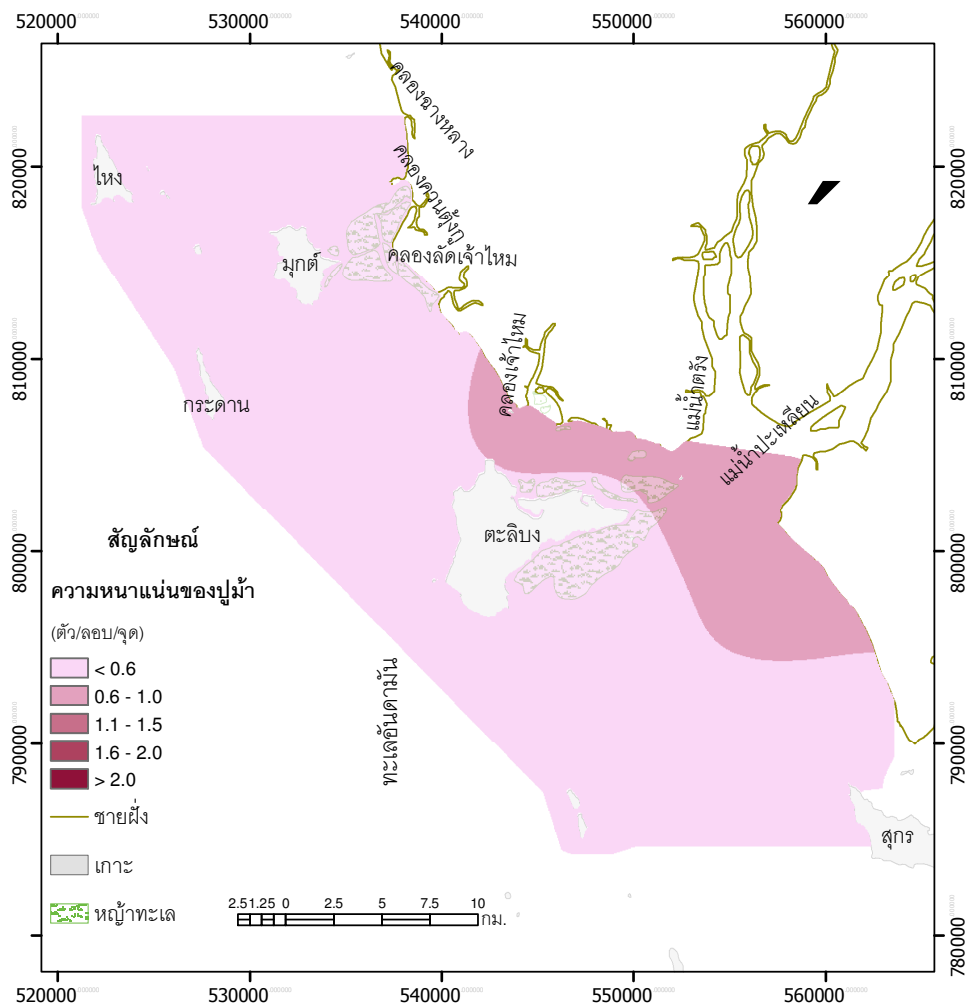 520000 530000 540000 550000 560000
820000
810000
800000
790000
780000
820000
810000
800000
790000
780000
คลองฉางหลาง
คลองควนตุ้งกู
คลองลัดเจ้าไหม
คลองเจ้าไหม
แม่น้ำตรัง
แม่น้ำปะเหลียน
ไหง
มุกต์
กระดาน
ตะลิบง
สุกร
ทะเลอันดามัน
สัญลักษณ์
ความหนาแน่นของปูม้า
(ตัว/ลอบ/จุด)
< 0.6
0.6 - 1.0
1.1 - 1.5
1.6 - 2.0
> 2.0
ชายฝั่ง
เกาะ
หญ้าทะเล
2.5 1.25 0 2.5 5 7.5 10
กม.
520000 530000 540000 550000 560000